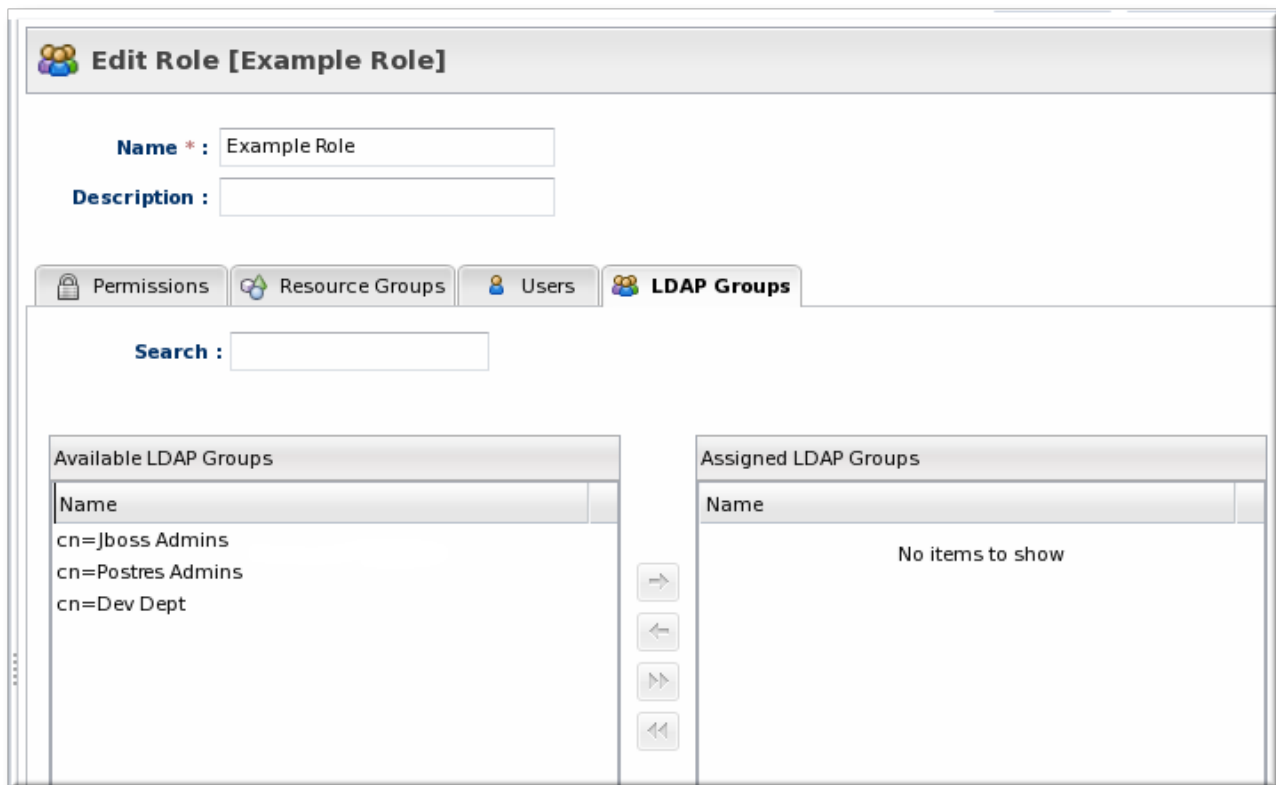 Edit Role [Example Role]
Name * : Example Role
Description :
Permissions Resource Groups Users LDAP Groups
Search :
Available LDAP Groups Assigned LDAP Groups
Name Name
cn=Jboss Admins
No items to show
cn=Postres Admins
cn=Dev Dept